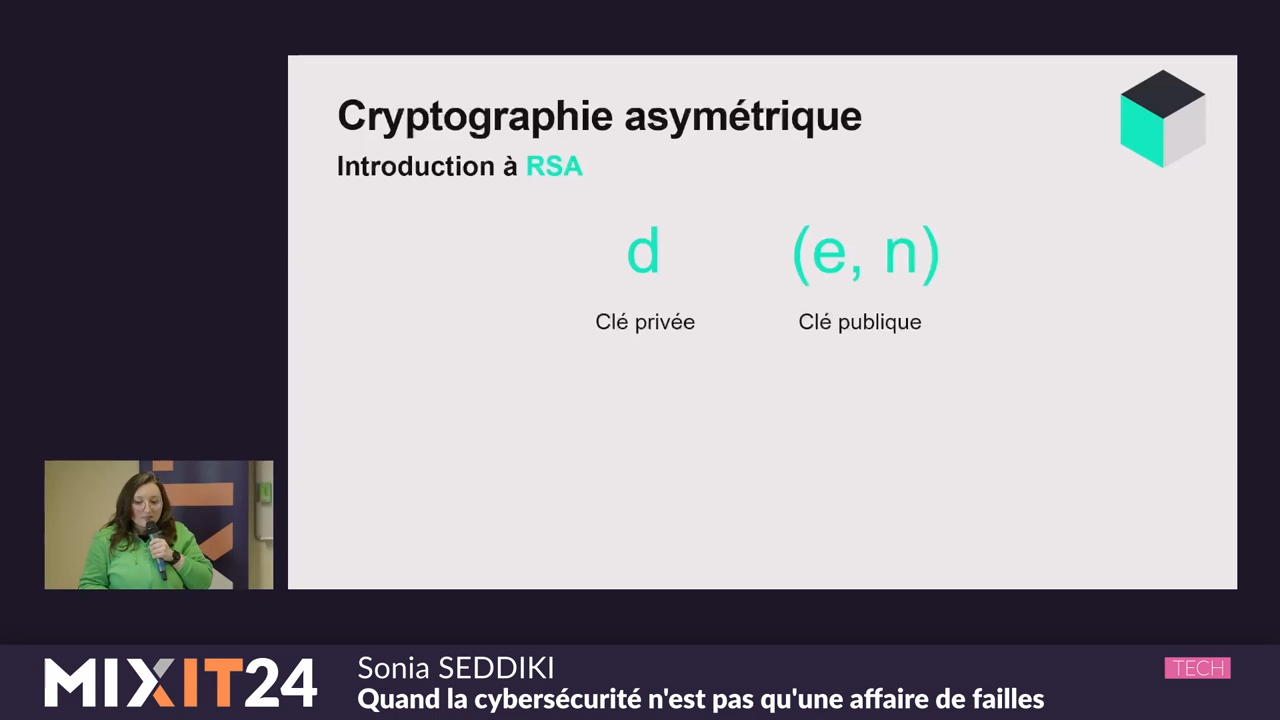 Cryptographie asymétrique
Introduction à RSA
d (e, n)
Clé privée Clé publique
MIXIT24
Sonia SEDDIKI
TECH
Quand la cybersécurité n'est pas qu'une affaire de failles